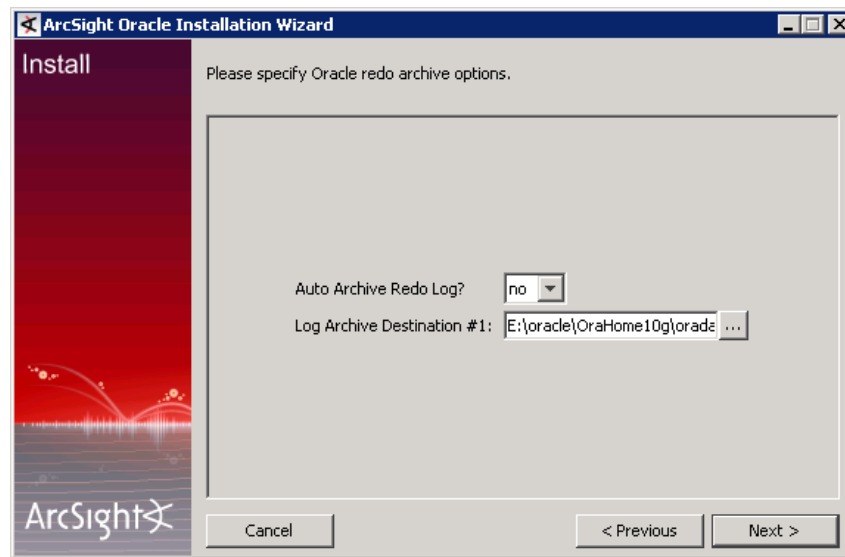 ArcSight Oracle Installation Wizard
Install
Please specify Oracle redo archive options.
Auto Archive Redo Log? no
Log Archive Destination #1: E:\oracle\OraHome10g\orada ...
ArcSight
Cancel < Previous Next >